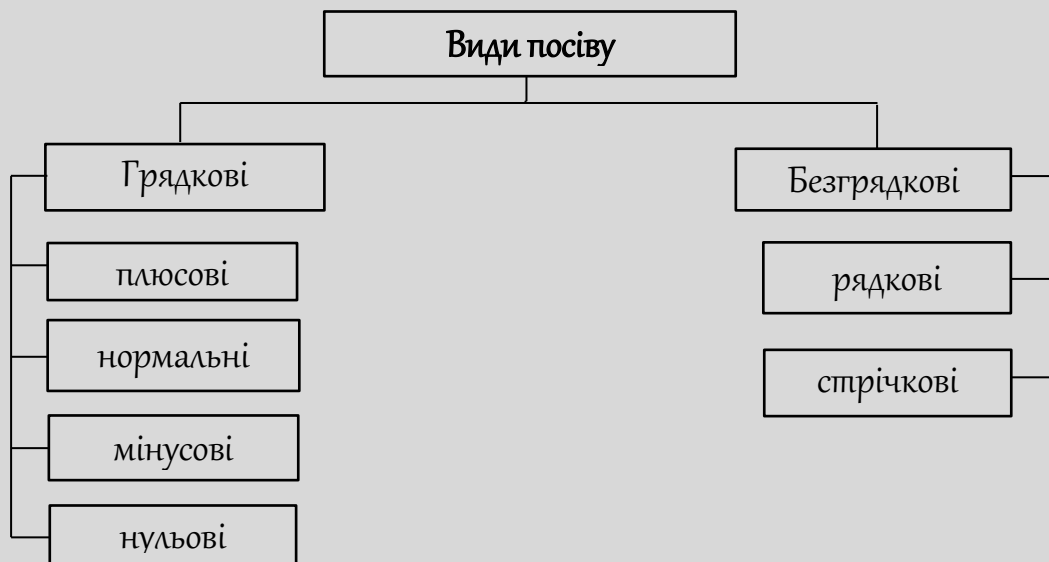 Види посіву
Грядкові
плюсові
нормальні
мінусові
нульові
Безгрядкові
рядкові
стрічкові